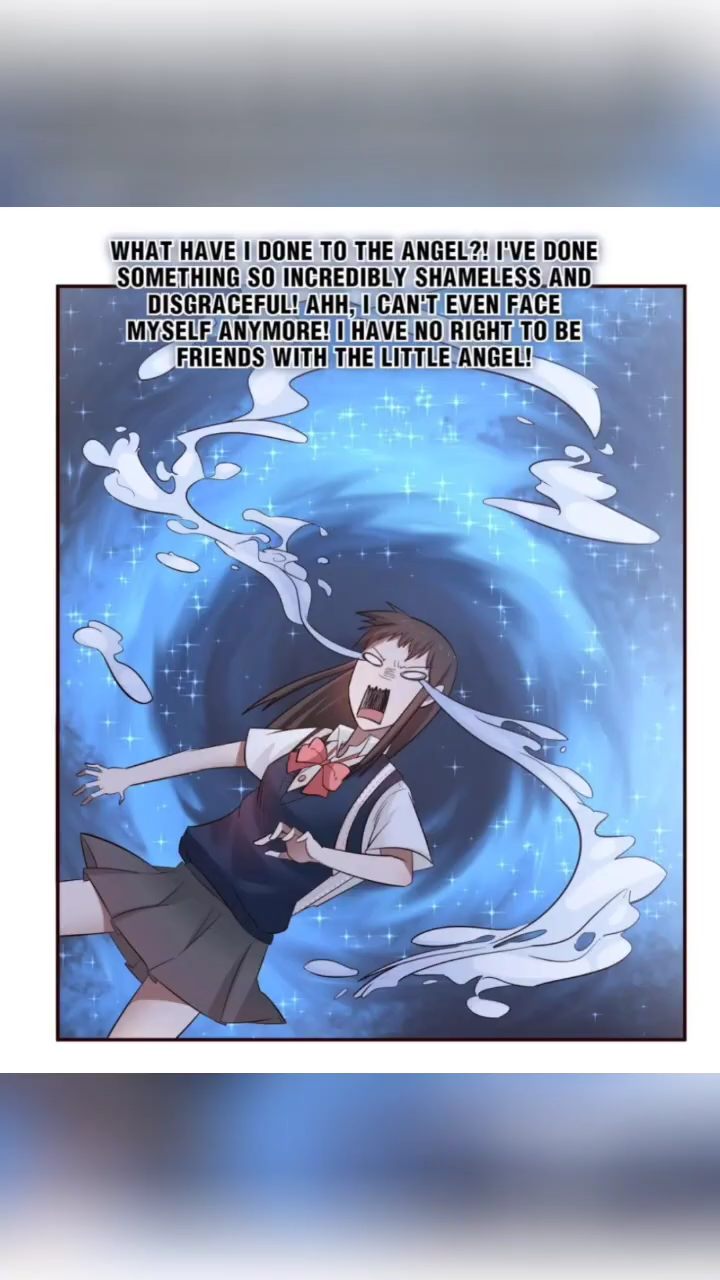 WHAT HAVE I DONE TO THE ANGEL?! I'VE DONE
SOMETHING SO INCREDIBLY SHAMELESS AND
DISGRACEFUL! AHH, I CAN'T EVEN FACE
MYSELF ANYMORE! I HAVE NO RIGHT TO BE
FRIENDS WITH THE LITTLE ANGEL!